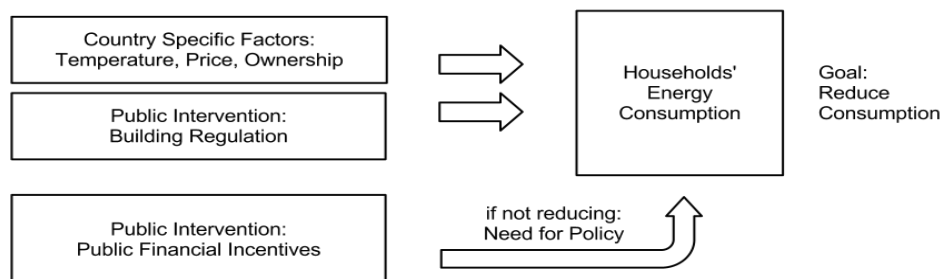 Country Specific Factors:
Temperature, Price, Ownership
Public Intervention:
Building Regulation
Public Intervention:
Public Financial Incentives
if not reducing:
Need for Policy
Households'
Energy
Consumption
Goal:
Reduce
Consumption